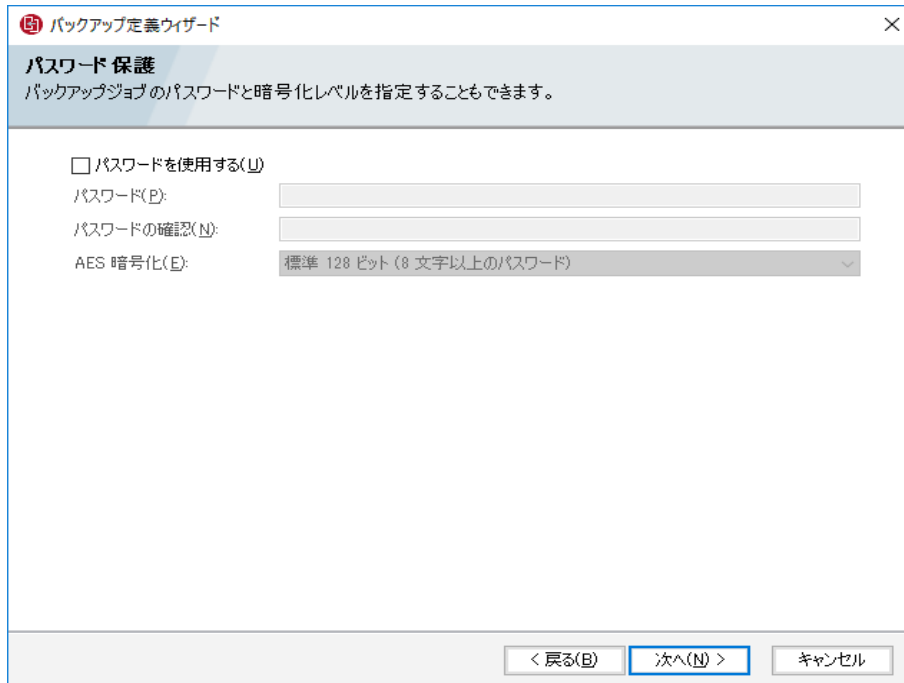 バックアップ定義ウィザード
パスワード 保護
バックアップジョブのパスワードと暗号化レベルを指定することもできます。
パスワードを使用する(U)
パスワード(P):
パスワードの確認(N):
AES 暗号化(E): 標準 128 ビット (8 文字以上のパスワード)
< 戻る(B) 次へ(N) > キャンセル